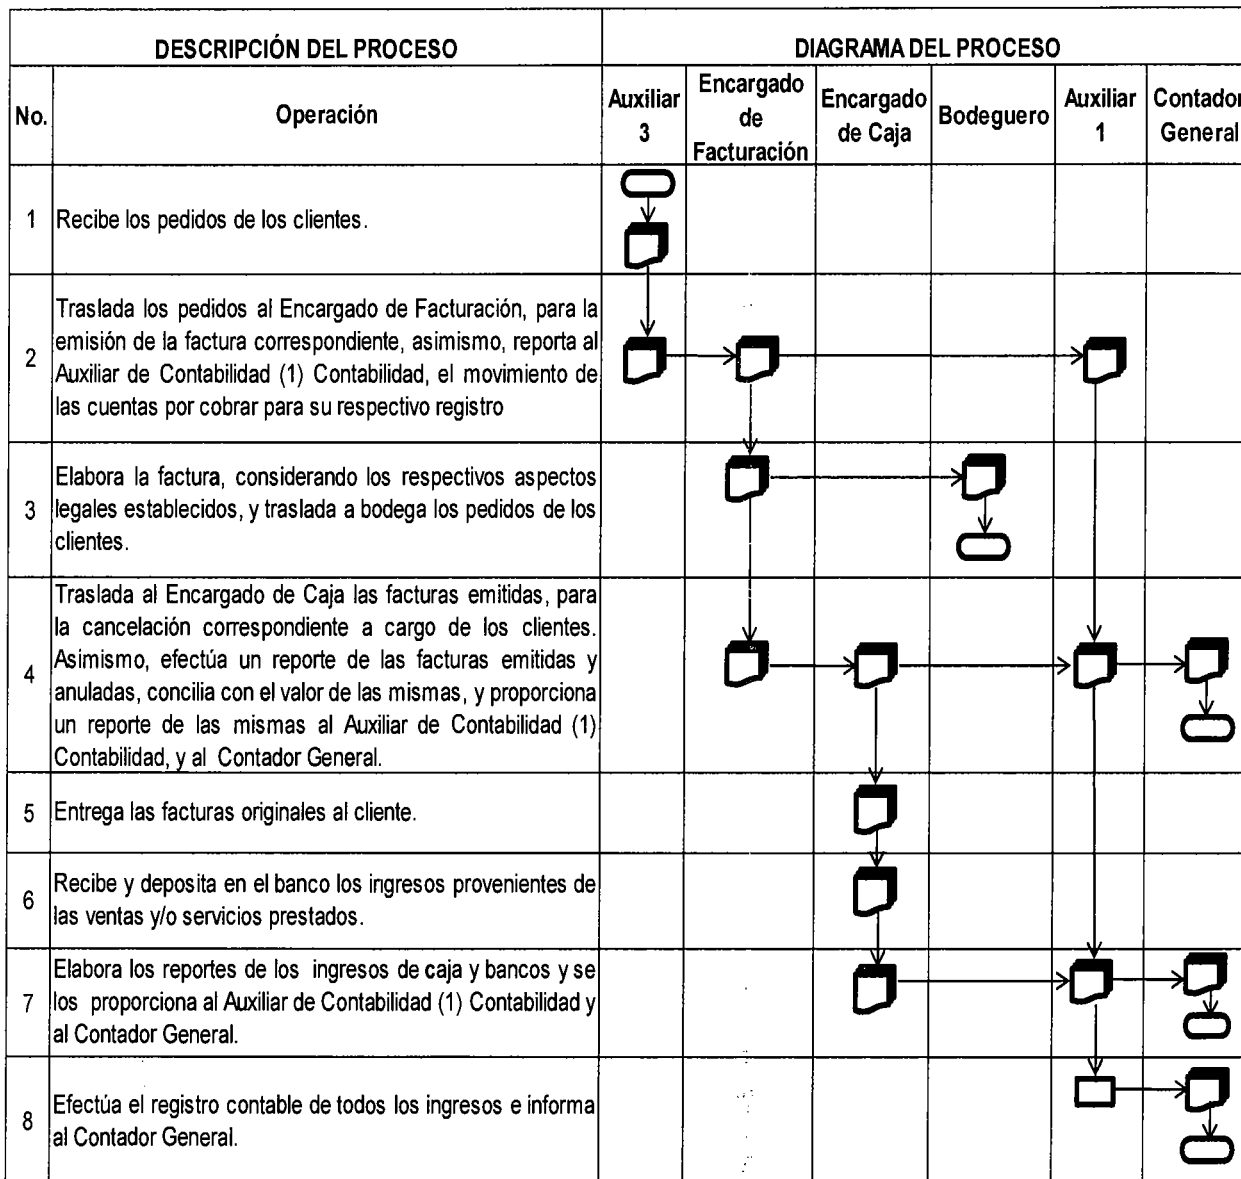 DESCRIPCIÓN DEL PROCESO
DIAGRAMA DEL PROCESO
No.
Operación
Auxiliar
3
Encargado
de
Facturación
Encargado
de Caja
Bodeguero
Auxiliar
1
Contador
General
1
Recibe los pedidos de los clientes.
2
Traslada los pedidos al Encargado de Facturación, para la
emisión de la factura correspondiente, asimismo, reporta al
Auxiliar de Contabilidad (1) Contabilidad, el movimiento de
las cuentas por cobrar para su respectivo registro
3
Elabora la factura, considerando los respectivos aspectos
legales establecidos, y traslada a bodega los pedidos de los
clientes.
4
Traslada al Encargado de Caja las facturas emitidas, para
la cancelación correspondiente a cargo de los clientes.
Asimismo, efectúa un reporte de las facturas emitidas y
anuladas, concilia con el valor de las mismas, y proporciona
un reporte de las mismas al Auxiliar de Contabilidad (1)
Contabilidad, y al Contador General.
5
Entrega las facturas originales al cliente.
6
Recibe y deposita en el banco los ingresos provenientes de
las ventas y/o servicios prestados.
7
Elabora los reportes de los ingresos de caja y bancos y se
los proporciona al Auxiliar de Contabilidad (1) Contabilidad y
al Contador General.
8
Efectúa el registro contable de todos los ingresos e informa
al Contador General.